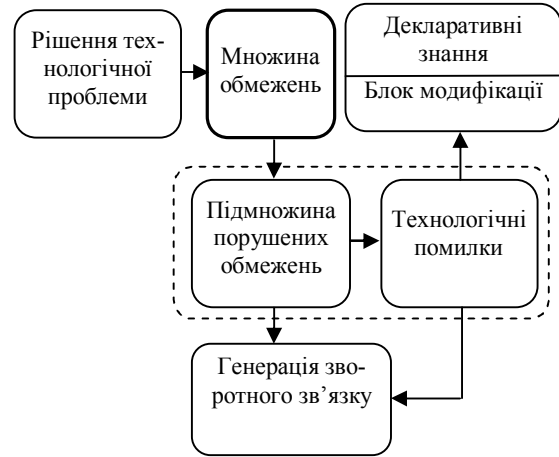 Рішення тех-
нологічної
проблеми
Множина
обмежень
Декларативні
знання
Блок модифікації
Підмножина
порушених
обмежень
Технологічні
помилки
Генерація зво-
ротного зв’язку